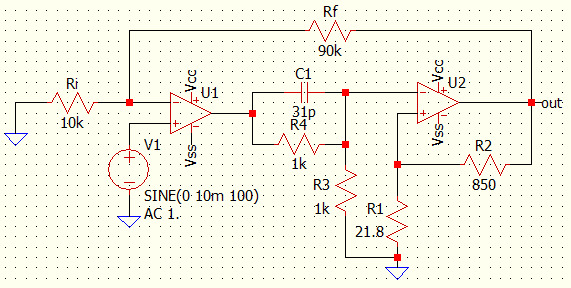 Rf
90k
Ri
10k
Vcc
U1
Vss
V1
SINE(0 10m 100)
AC 1.
C1
31p
R4
1k
R3
1k
Vcc
U2
Vss
out
R2
850
R1
21.8